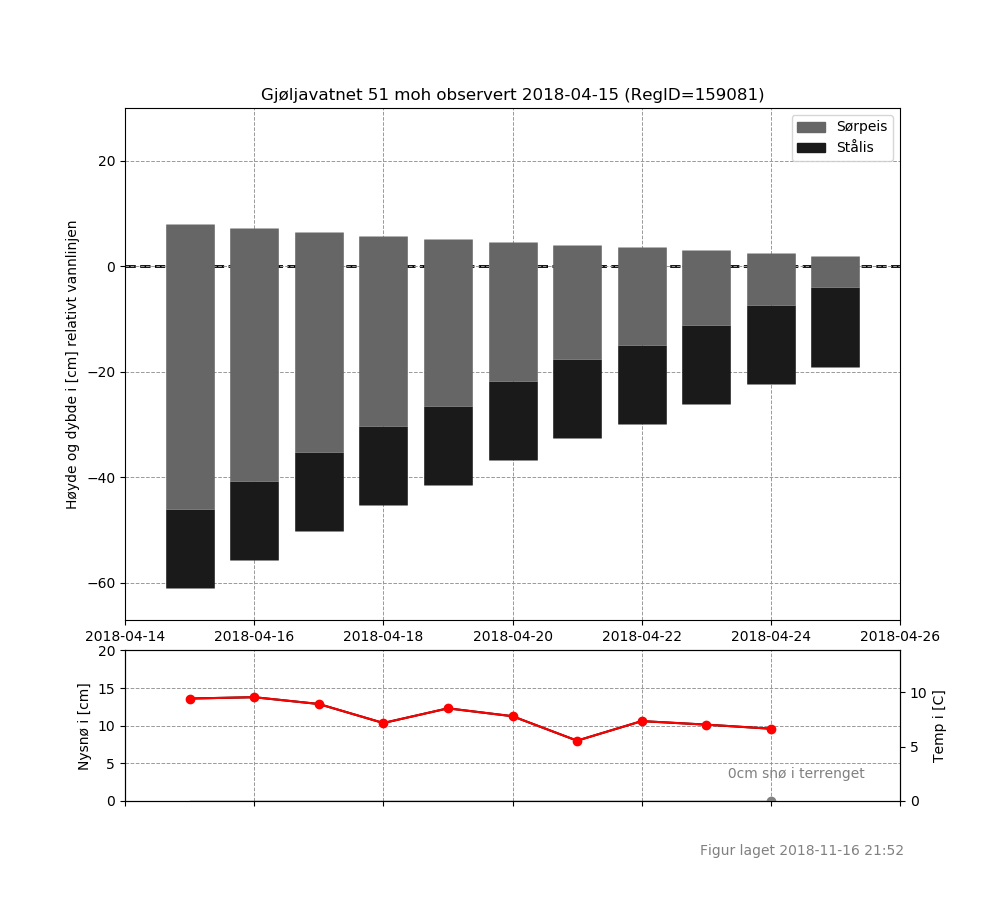 Gjøljavatnet 51 moh observert 2018-04-15 (RegID=159081)
Sørpeis
Stålis
Høyde og dybde i [cm] relativt vannlinjen
20
0
−20
−40
−60
2018-04-14
2018-04-16
2018-04-18
2018-04-20
2018-04-22
2018-04-24
2018-04-26
Nysnø i [cm]
20
15
10
5
0
Temp i [C]
10
5
0
0cm snø i terrenget
Figur laget 2018-11-16 21:52